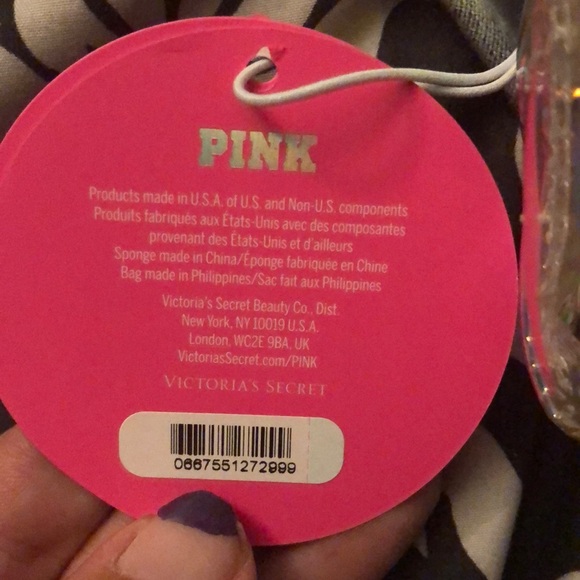 PINK
Products made in U.S.A. of U.S. and Non-U.S. components
Produits fabriqués aux États-Unis avec des composantes
provenant des États-Unis et d'ailleurs
Sponge made in China/Éponge fabriquée en Chine
Bag made in Philippines/Sac fait aux Philippines
Victoria's Secret Beauty Co., Dist.
New York, NY 10019 U.S.A.
London, WC2E 9BA, UK
VictoriasSecret.com/PINK
VICTORIA'S SECRET
0667551272999